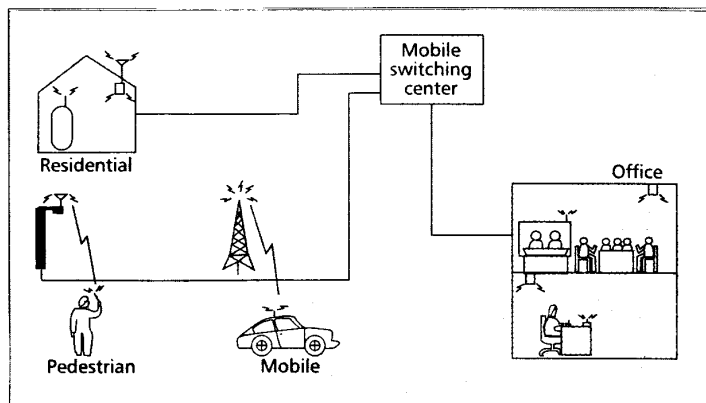 Mobile
switching
center
Residential
Office
Pedestrian
Mobile